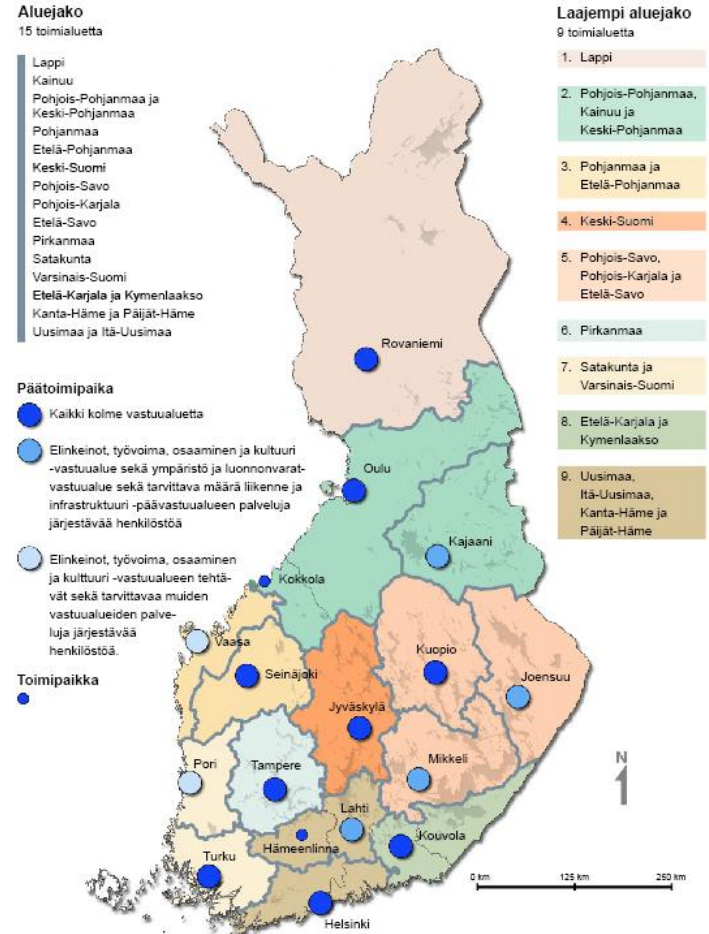 Aluejako
15 toimialuetta
Lappi
Kainuu
Pohjois-Pohjanmaa ja
Keski-Pohjanmaa
Pohjanmaa
Etelä-Pohjanmaa
Keski-Suomi
Pohjois-Savo
Pohjois-Karjala
Etelä-Savo
Pirkanmaa
Satakunta
Varsinais-Suomi
Etelä-Karjala ja Kymenlaakso
Kanta-Häme ja Päijät-Häme
Uusimaa ja Itä-Uusimaa
Päätoimipaika
Kaikki kolme vastuualuetta
Elinkeinot, työvoima, osaaminen ja kultuuri
-vastuualue sekä ympäristö ja luonnonvarat-
vastuualue sekä tarvittava määrä liikenne ja
infrastruktuuri -päävastuualueen palveluja
järjestävää henkilöstöä
Elinkeinot, työvoima, osaaminen
ja kulttuuri -vastuualueen tehtä-
vät sekä tarvittavaa muiden
vastuualueiden palve-
luja järjestävää
henkilöstöä.
Toimipaikka
Laajempi aluejako
9 toimialuetta
1. Lappi
2. Pohjois-Pohjanmaa,
Kainuu ja
Keski-Pohjanmaa
3. Pohjanmaa ja
Etelä-Pohjanmaa
4. Keski-Suomi
5. Pohjois-Savo,
Pohjois-Karjala ja
Etelä-Savo
6. Pirkanmaa
7. Satakunta ja
Varsinais-Suomi
8. Etelä-Karjala ja
Kymenlaakso
9. Uusimaa,
Itä-Uusimaa,
Kanta-Häme ja
Päijät-Häme
Rovaniemi
Oulu
Kajaani
Kokkola
Vaasa
Seinäjoki
Kuopio
Joensuu
Jyväskylä
Pori
Tampere
Mikkeli
Lahti
Hämeenlinna
Kouvola
Turku
Helsinki
N
0 km
125 km
250 km